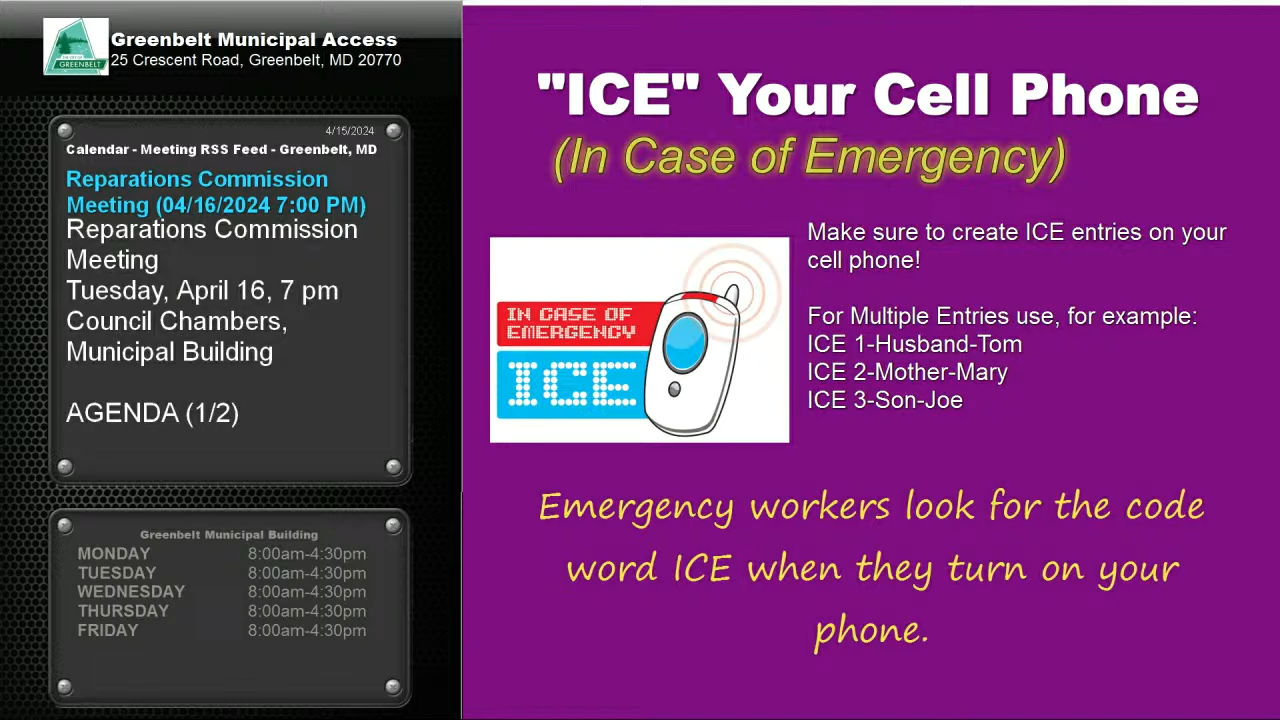 Greenbelt Municipal Access
25 Crescent Road, Greenbelt, MD 20770
THE CITY OF
GREENBELT
4/15/2024
Calendar - Meeting RSS Feed - Greenbelt, MD
Reparations Commission
Meeting (04/16/2024 7:00 PM)
Reparations Commission
Meeting
Tuesday, April 16, 7 pm
Council Chambers,
Municipal Building
AGENDA (1/2)
Greenbelt Municipal Building
MONDAY 8:00am-4:30pm
TUESDAY 8:00am-4:30pm
WEDNESDAY 8:00am-4:30pm
THURSDAY 8:00am-4:30pm
FRIDAY 8:00am-4:30pm
"ICE" Your Cell Phone
(In Case of Emergency)
IN CASE OF
EMERGENCY
ICE
Make sure to create ICE entries on your
cell phone!
For Multiple Entries use, for example:
ICE 1-Husband-Tom
ICE 2-Mother-Mary
ICE 3-Son-Joe
Emergency workers look for the code
word ICE when they turn on your
phone.